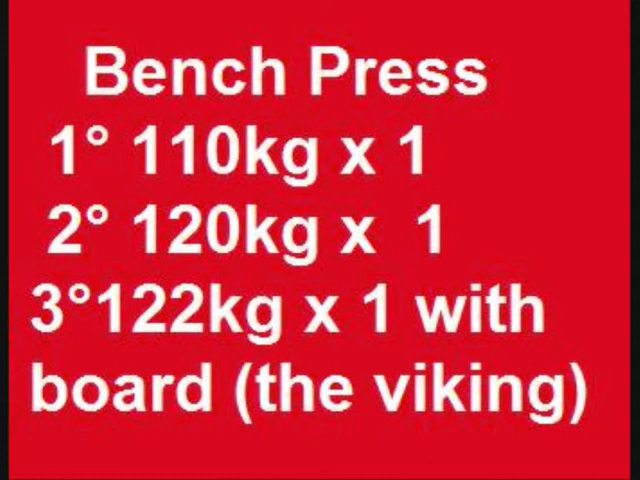 Bench Press
1° 110kg x 1
2° 120kg x 1
3°122kg x 1 with
board (the viking)